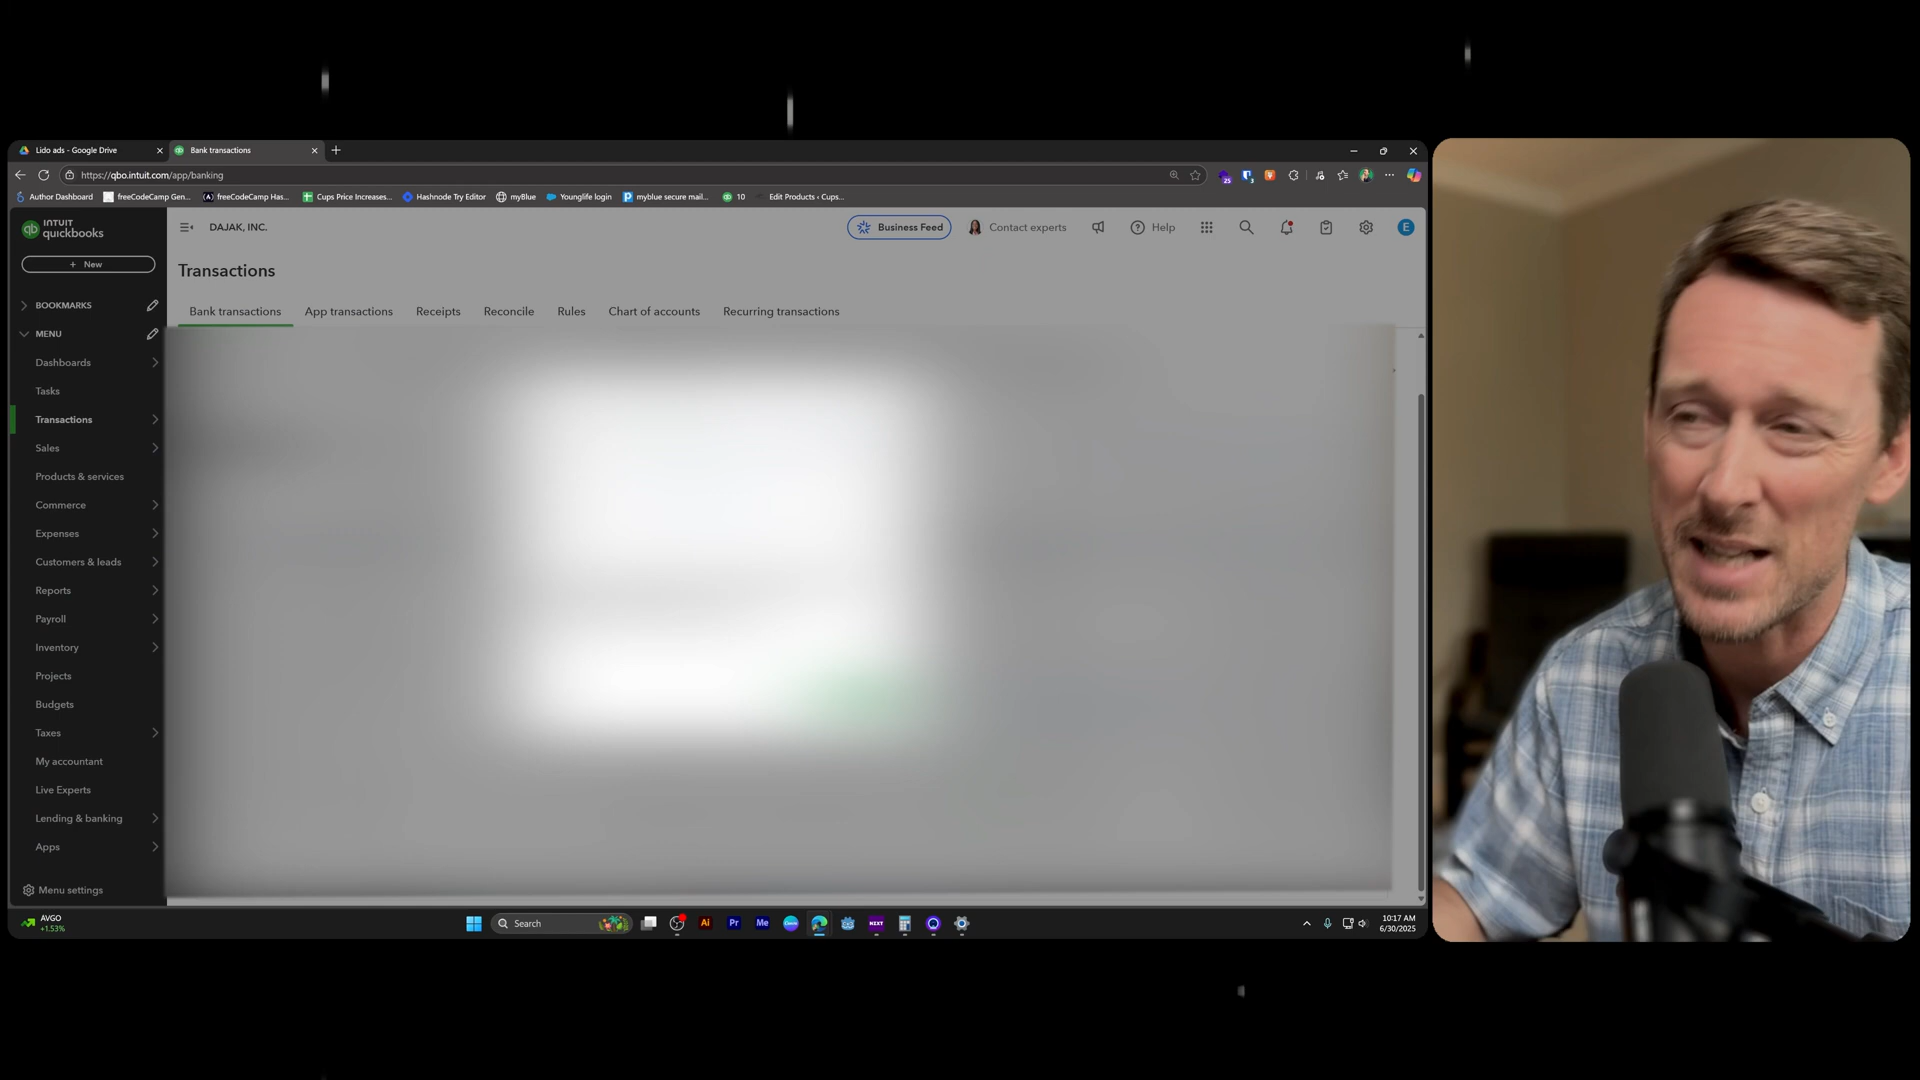 Lido ads - Google Drive
Bank transactions
https://qbo.intuit.com/app/banking
Author Dashboard
freeCodeCamp Gen...
freeCodeCamp Has...
Cups Price Increases...
Hashnode Try Editor
myBlue
Younglife login
myblue secure mail...
10
Edit Products · Cups...
INTUIT
quickbooks
DAJAK, INC.
Business Feed
Contact experts
Help
E
+ New
Transactions
BOOKMARKS
Bank transactions
App transactions
Receipts
Reconcile
Rules
Chart of accounts
Recurring transactions
MENU
Dashboards
Tasks
Transactions
Sales
Products & services
Commerce
Expenses
Customers & leads
Reports
Payroll
Inventory
Projects
Budgets
Taxes
My accountant
Live Experts
Lending & banking
Apps
Menu settings
AVGO
+1.53%
Search
Ai
Pr
Me
NEXT
10:17 AM
6/30/2025